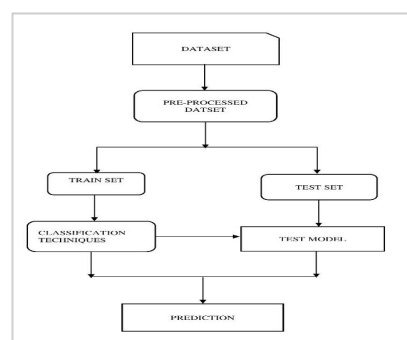 DATASET
PRE-PROCESSED
DATSET
TRAIN SET
TEST SET
CLASSIFICATION
TECHNIQUES
TEST MODEL
PREDICTION